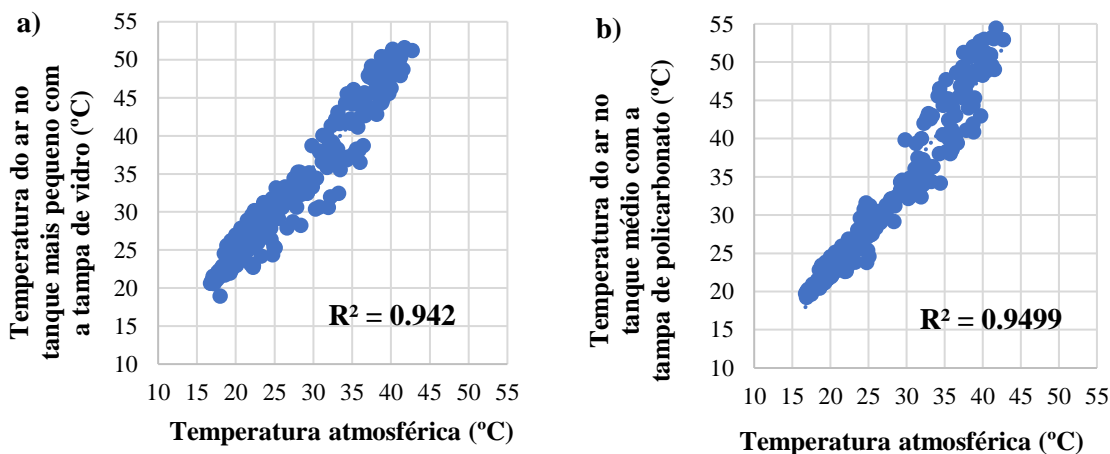 a)
Temperatura do ar no
tanque mais pequeno com
a tampa de vidro (ºC)
55
50
45
40
35
30
25
20
15
10
R² = 0.942
10 15 20 25 30 35 40 45 50 55
Temperatura atmosférica (ºC)
b)
Temperatura do ar no
tanque médio com a
tampa de policarbonato (ºC)
55
50
45
40
35
30
25
20
15
10
R² = 0.9499
10 15 20 25 30 35 40 45 50 55
Temperatura atmosférica (ºC)